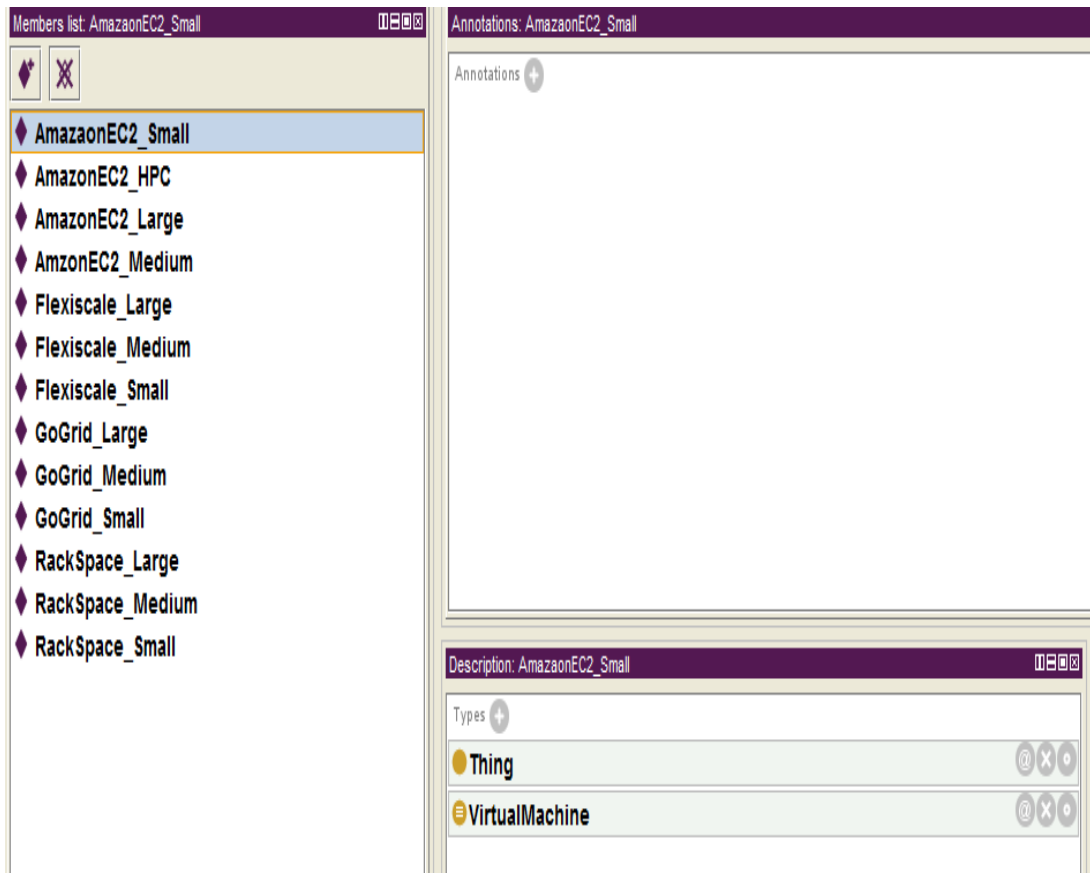 Members list: AmazaonEC2_Small
AmazaonEC2_Small
AmazonEC2_HPC
AmazonEC2_Large
AmzonEC2_Medium
Flexiscale_Large
Flexiscale_Medium
Flexiscale_Small
GoGrid_Large
GoGrid_Medium
GoGrid_Small
RackSpace_Large
RackSpace_Medium
RackSpace_Small
Annotations: AmazaonEC2_Small
Annotations
Description: AmazaonEC2_Small
Types
Thing
VirtualMachine